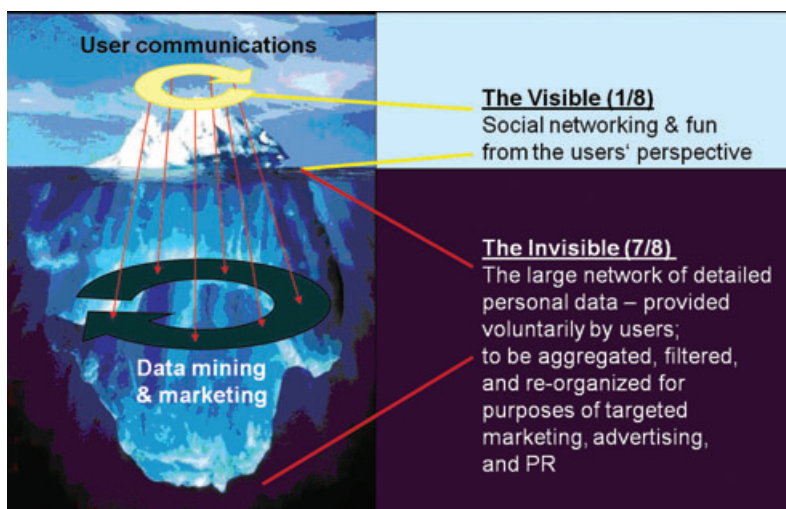 User communications
The Visible (1/8)
Social networking & fun
from the users‘ perspective
The Invisible (7/8)
The large network of detailed
personal data – provided
voluntarily by users;
to be aggregated, filtered,
and re-organized for
purposes of targeted
marketing, advertising,
and PR
Data mining
& marketing